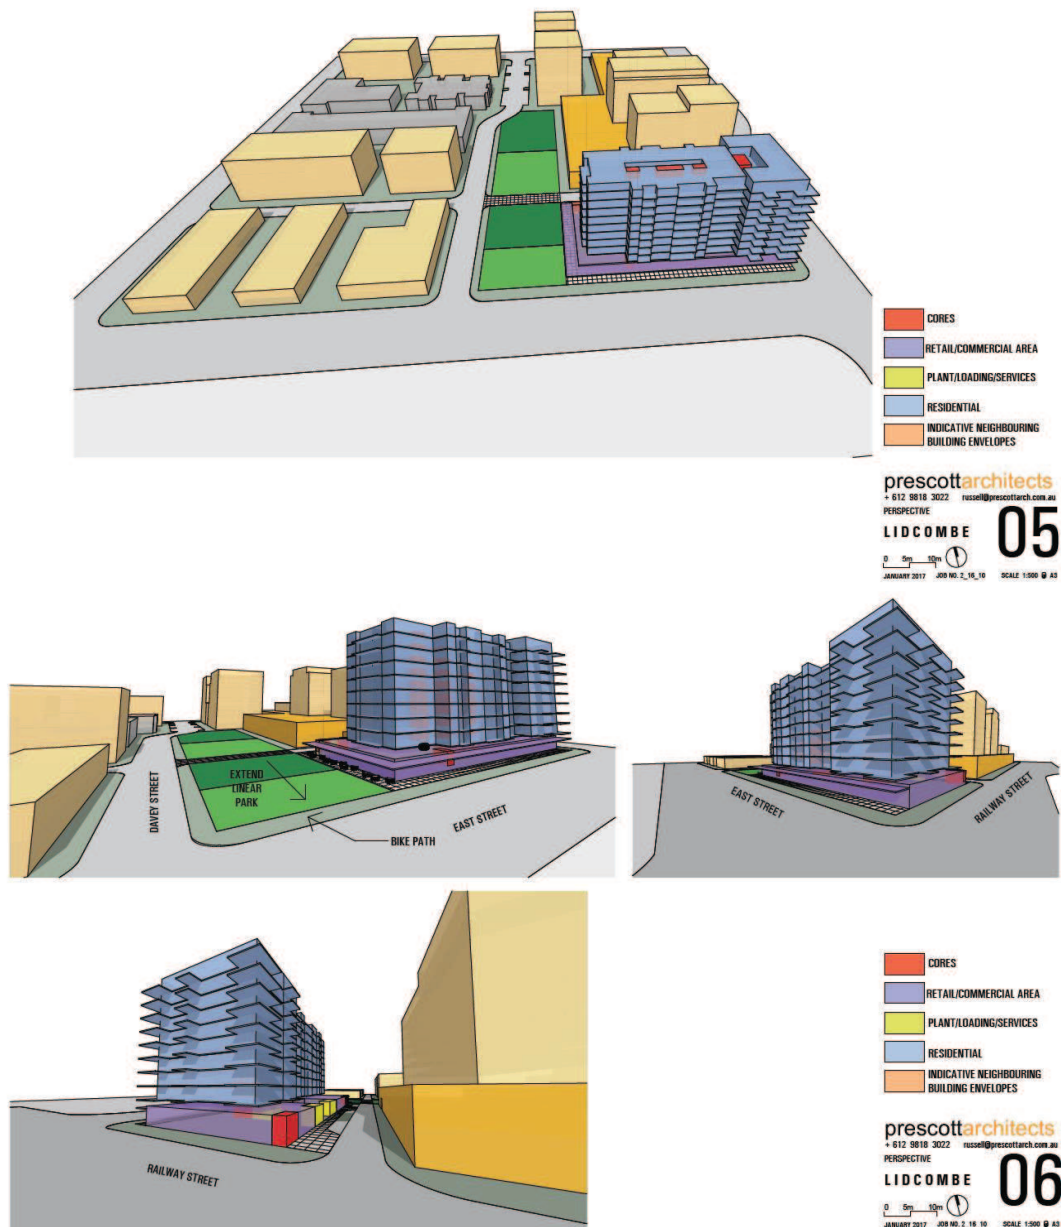 CORES
RETAIL/COMMERCIAL AREA
PLANT/LOADING/SERVICES
RESIDENTIAL
INDICATIVE NEIGHBOURING
BUILDING ENVELOPES
prescottarchitects
+ 612 9818 3022 russell@prescottarch.com.au
PERSPECTIVE
05
LIDCOMBE
0 5m 10m
JANUARY 2017 JOB NO. 2_16_10 SCALE 1:500 @ A3
EXTEND
LINEAR
PARK
DAVEY STREET
EAST STREET
BIKE PATH
EAST STREET
RAILWAY STREET
RAILWAY STREET
CORES
RETAIL/COMMERCIAL AREA
PLANT/LOADING/SERVICES
RESIDENTIAL
INDICATIVE NEIGHBOURING
BUILDING ENVELOPES
prescottarchitects
+ 612 9818 3022 russell@prescottarch.com.au
PERSPECTIVE
06
LIDCOMBE
0 5m 10m
JANUARY 2017 JOB NO. 2_16_10 SCALE 1:500 @ A3